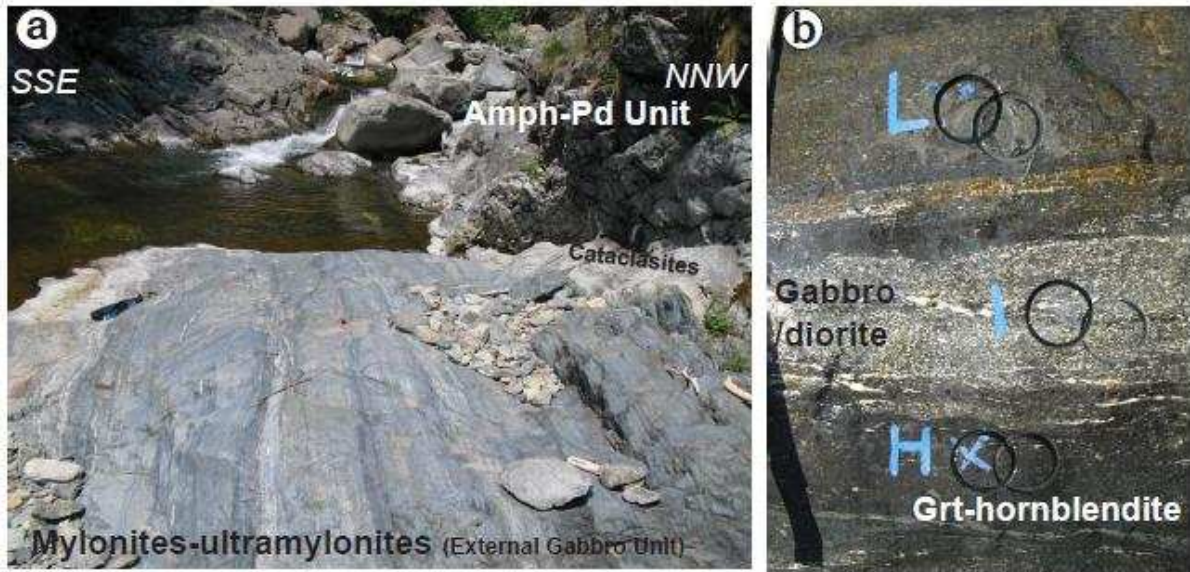 a
SSE
NNW
Amph-Pd Unit
Cataclasites
Mylonites-ultramylonites (External Gabbro Unit)
b
L
Gabbro
/diorite
I
H x
Grt-hornblendite